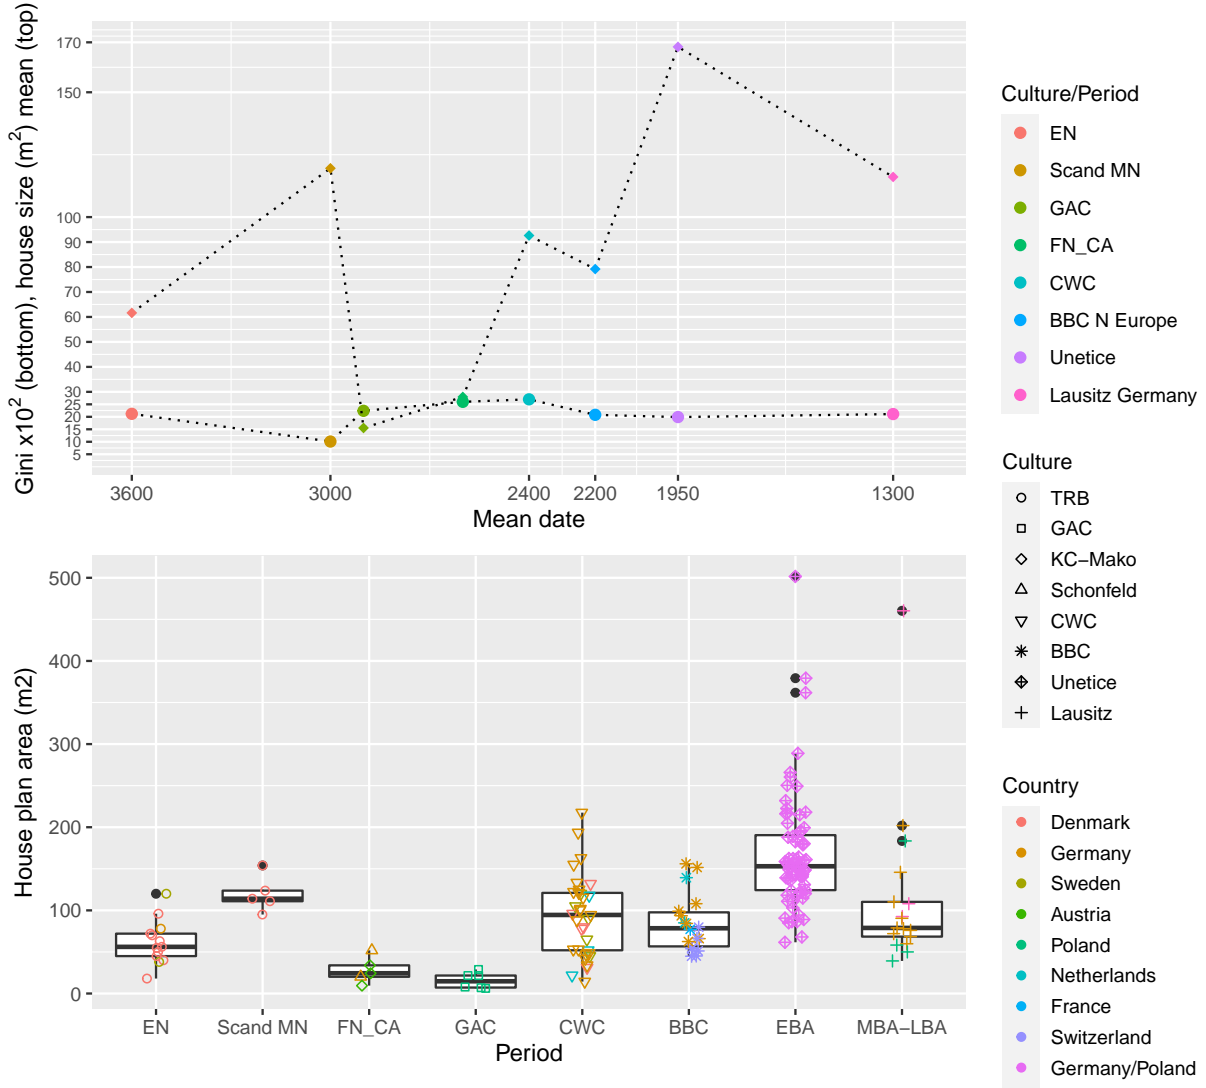 Gini x10² (bottom), house size (m²) mean (top)
170
150
100
90
80
70
60
50
40
30
25
20
15
10
5
3600
3000
2400
2200
1950
1300
Mean date
Culture/Period
EN
Scand MN
GAC
FN_CA
CWC
BBC N Europe
Unetice
Lausitz Germany
Culture
TRB
GAC
KC−Mako
Schonfeld
CWC
BBC
Unetice
Lausitz
House plan area (m2)
500
400
300
200
100
0
EN
Scand MN
FN_CA
GAC
CWC
BBC
EBA
MBA−LBA
Period
Country
Denmark
Germany
Sweden
Austria
Poland
Netherlands
France
Switzerland
Germany/Poland